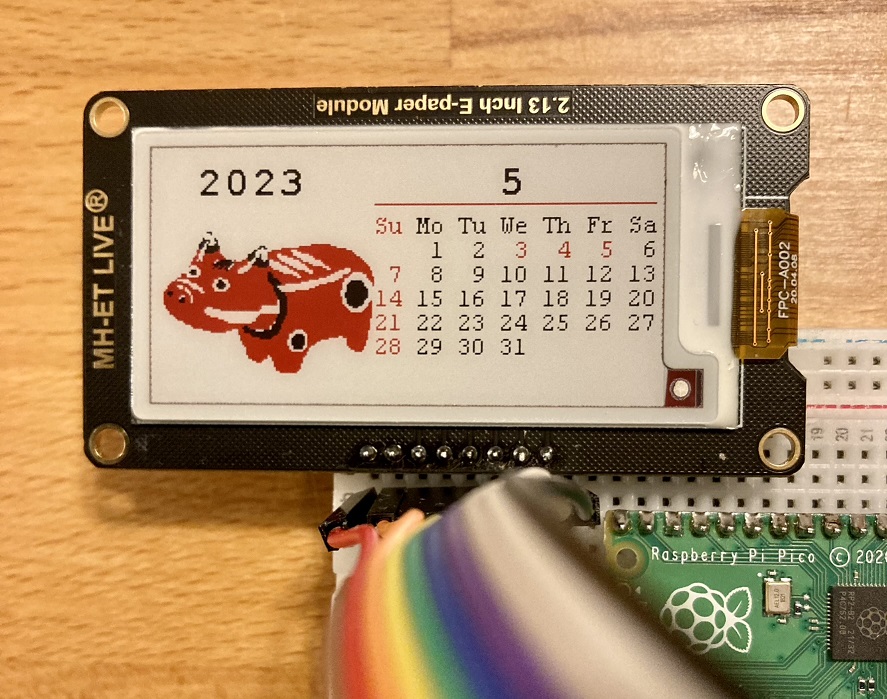 2.13 Inch E-paper Module
MH-ET LIVE®
2023
5
Su Mo Tu We Th Fr Sa
1 2 3 4 5 6
7 8 9 10 11 12 13
14 15 16 17 18 19 20
21 22 23 24 25 26 27
28 29 30 31
FPC-A002
20.04.08
19 20 21
Raspberry Pi Pico © 2020